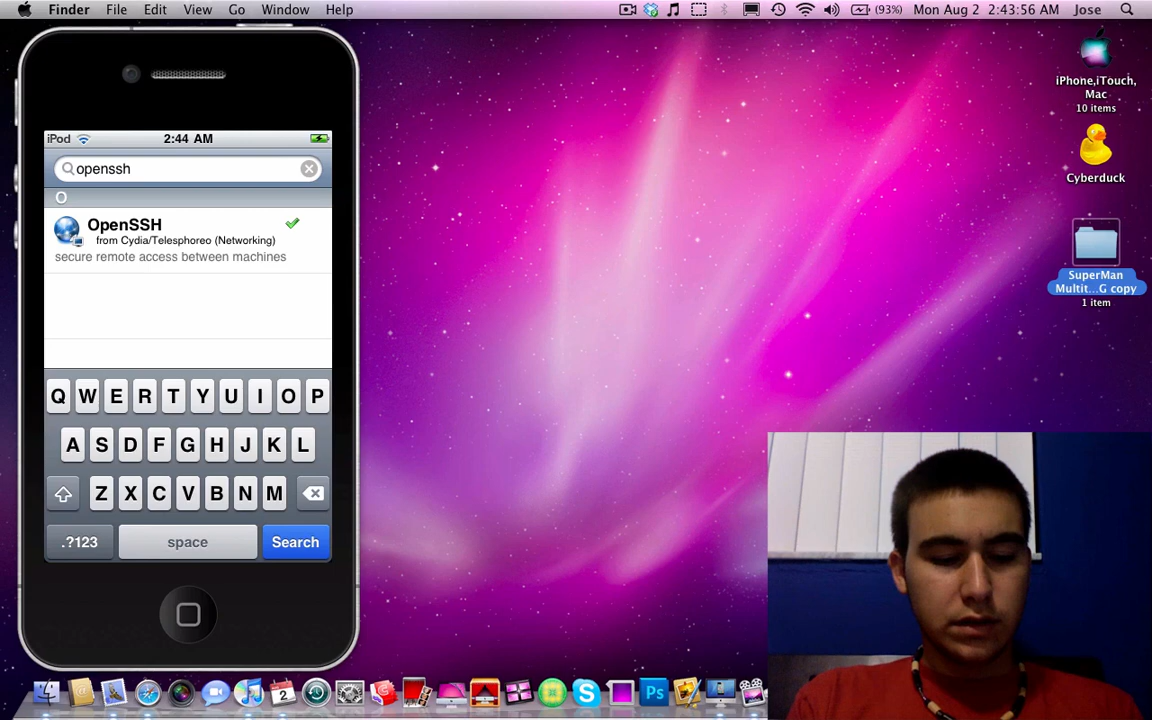 Finder File Edit View Go Window Help
(93%) Mon Aug 2 2:43:56 AM Jose
iPhone,iTouch,
Mac
10 items
Cyberduck
SuperMan
Multit...G copy
1 item
iPod 2:44 AM
openssh
O
OpenSSH
from Cydia/Telesphoreo (Networking)
secure remote access between machines
Q W E R T Y U I O P
A S D F G H J K L
Z X C V B N M
.?123 space Search
2 Ps